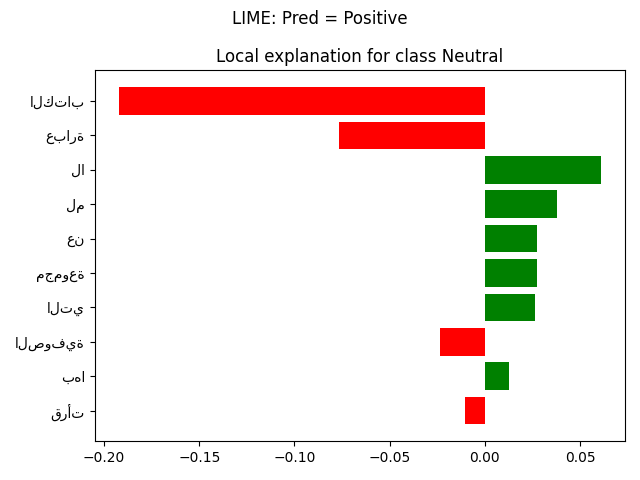 LIME: Pred = Positive
Local explanation for class Neutral
الكتاب
عبارة
لا
لم
عن
مجموعة
التي
الصوفية
بها
قرأت
−0.20 −0.15 −0.10 −0.05 0.00 0.05